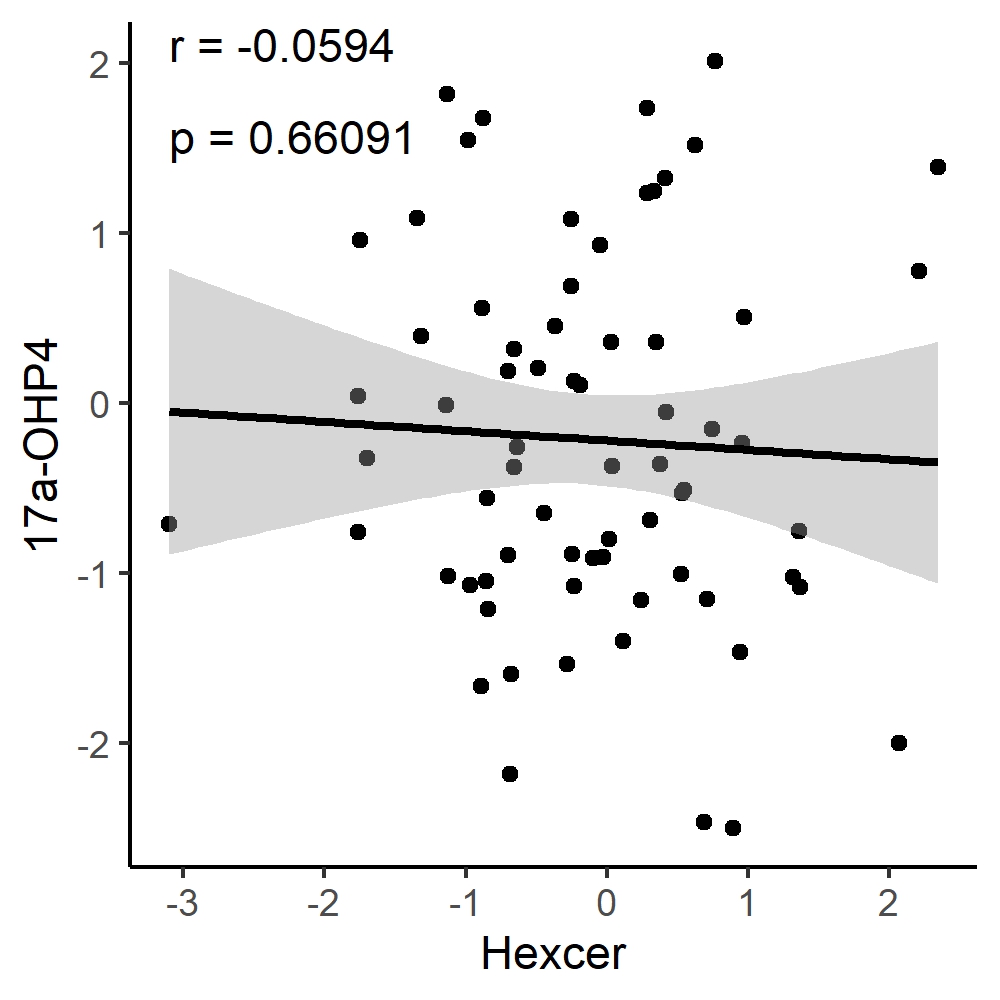 r = -0.0594
p = 0.66091
2
1
0
-1
-2
17a-OHP4
-3 -2 -1 0 1 2
Hexcer